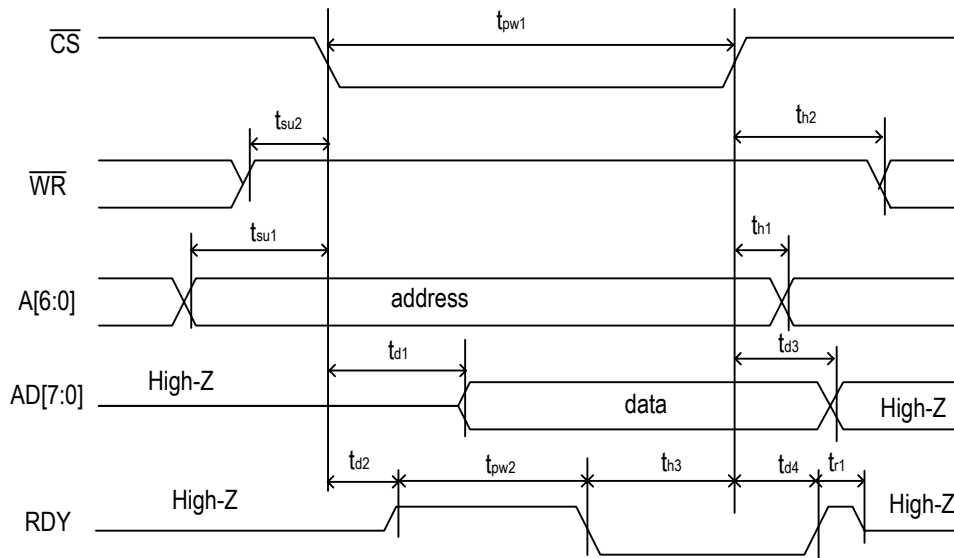 CS
tpw1
tsu2
th2
WR
tsu1
th1
A[6:0]
address
td1
td3
AD[7:0]
High-Z
data
High-Z
td2
tpw2
th3
td4
tr1
RDY
High-Z
High-Z